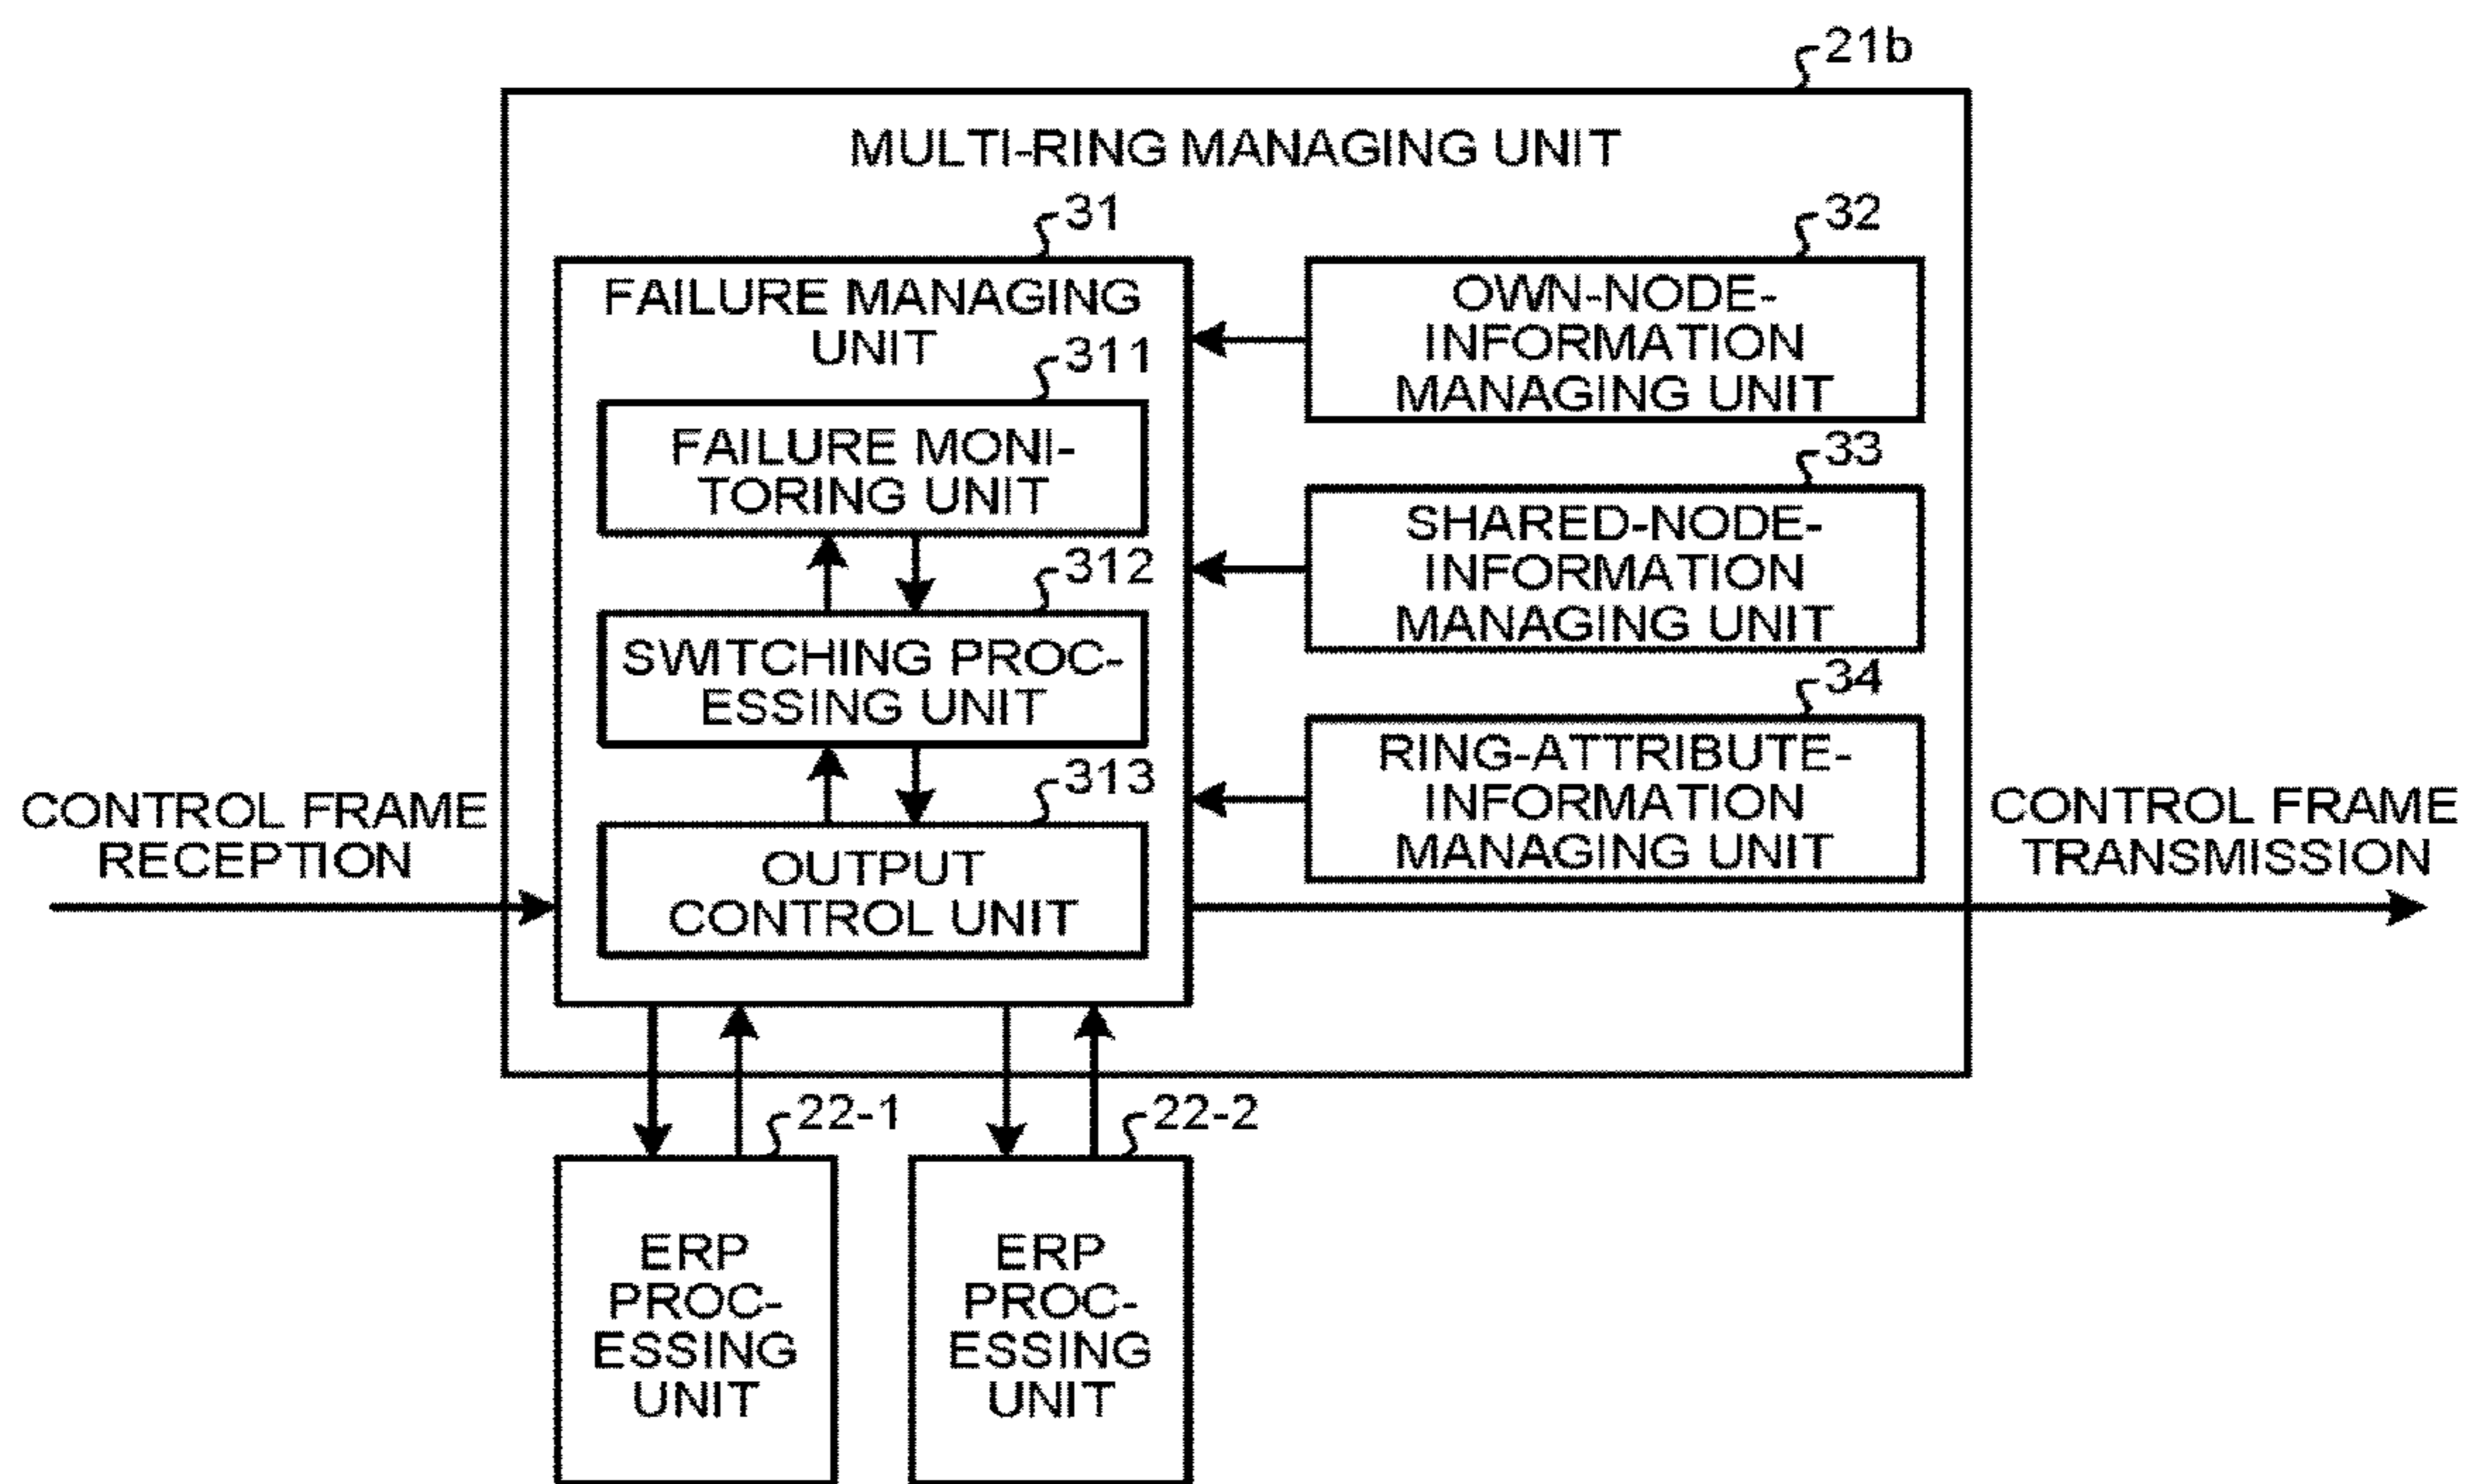 21b
MULTI-RING MANAGING UNIT
31
FAILURE MANAGING
UNIT
311
FAILURE MONI-
TORING UNIT
312
SWITCHING PROC-
ESSING UNIT
313
OUTPUT
CONTROL UNIT
32
OWN-NODE-
INFORMATION
MANAGING UNIT
33
SHARED-NODE-
INFORMATION
MANAGING UNIT
34
RING-ATTRIBUTE-
INFORMATION
MANAGING UNIT
CONTROL FRAME
RECEPTION
CONTROL FRAME
TRANSMISSION
22-1
ERP
PROC-
ESSING
UNIT
22-2
ERP
PROC-
ESSING
UNIT